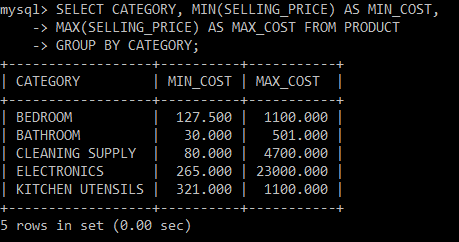 mysql> SELECT CATEGORY, MIN(SELLING_PRICE) AS MIN_COST,
    -> MAX(SELLING_PRICE) AS MAX_COST FROM PRODUCT
    -> GROUP BY CATEGORY;
+------------------+----------+-----------+
| CATEGORY         | MIN_COST | MAX_COST  |
+------------------+----------+-----------+
| BEDROOM          |  127.500 |  1100.000 |
| BATHROOM         |   30.000 |   501.000 |
| CLEANING SUPPLY  |   80.000 |  4700.000 |
| ELECTRONICS      |  265.000 | 23000.000 |
| KITCHEN UTENSILS |  321.000 |  1100.000 |
+------------------+----------+-----------+
5 rows in set (0.00 sec)